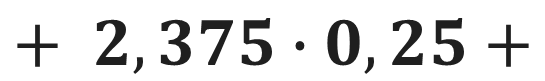 + 2,375 · 0,25 +